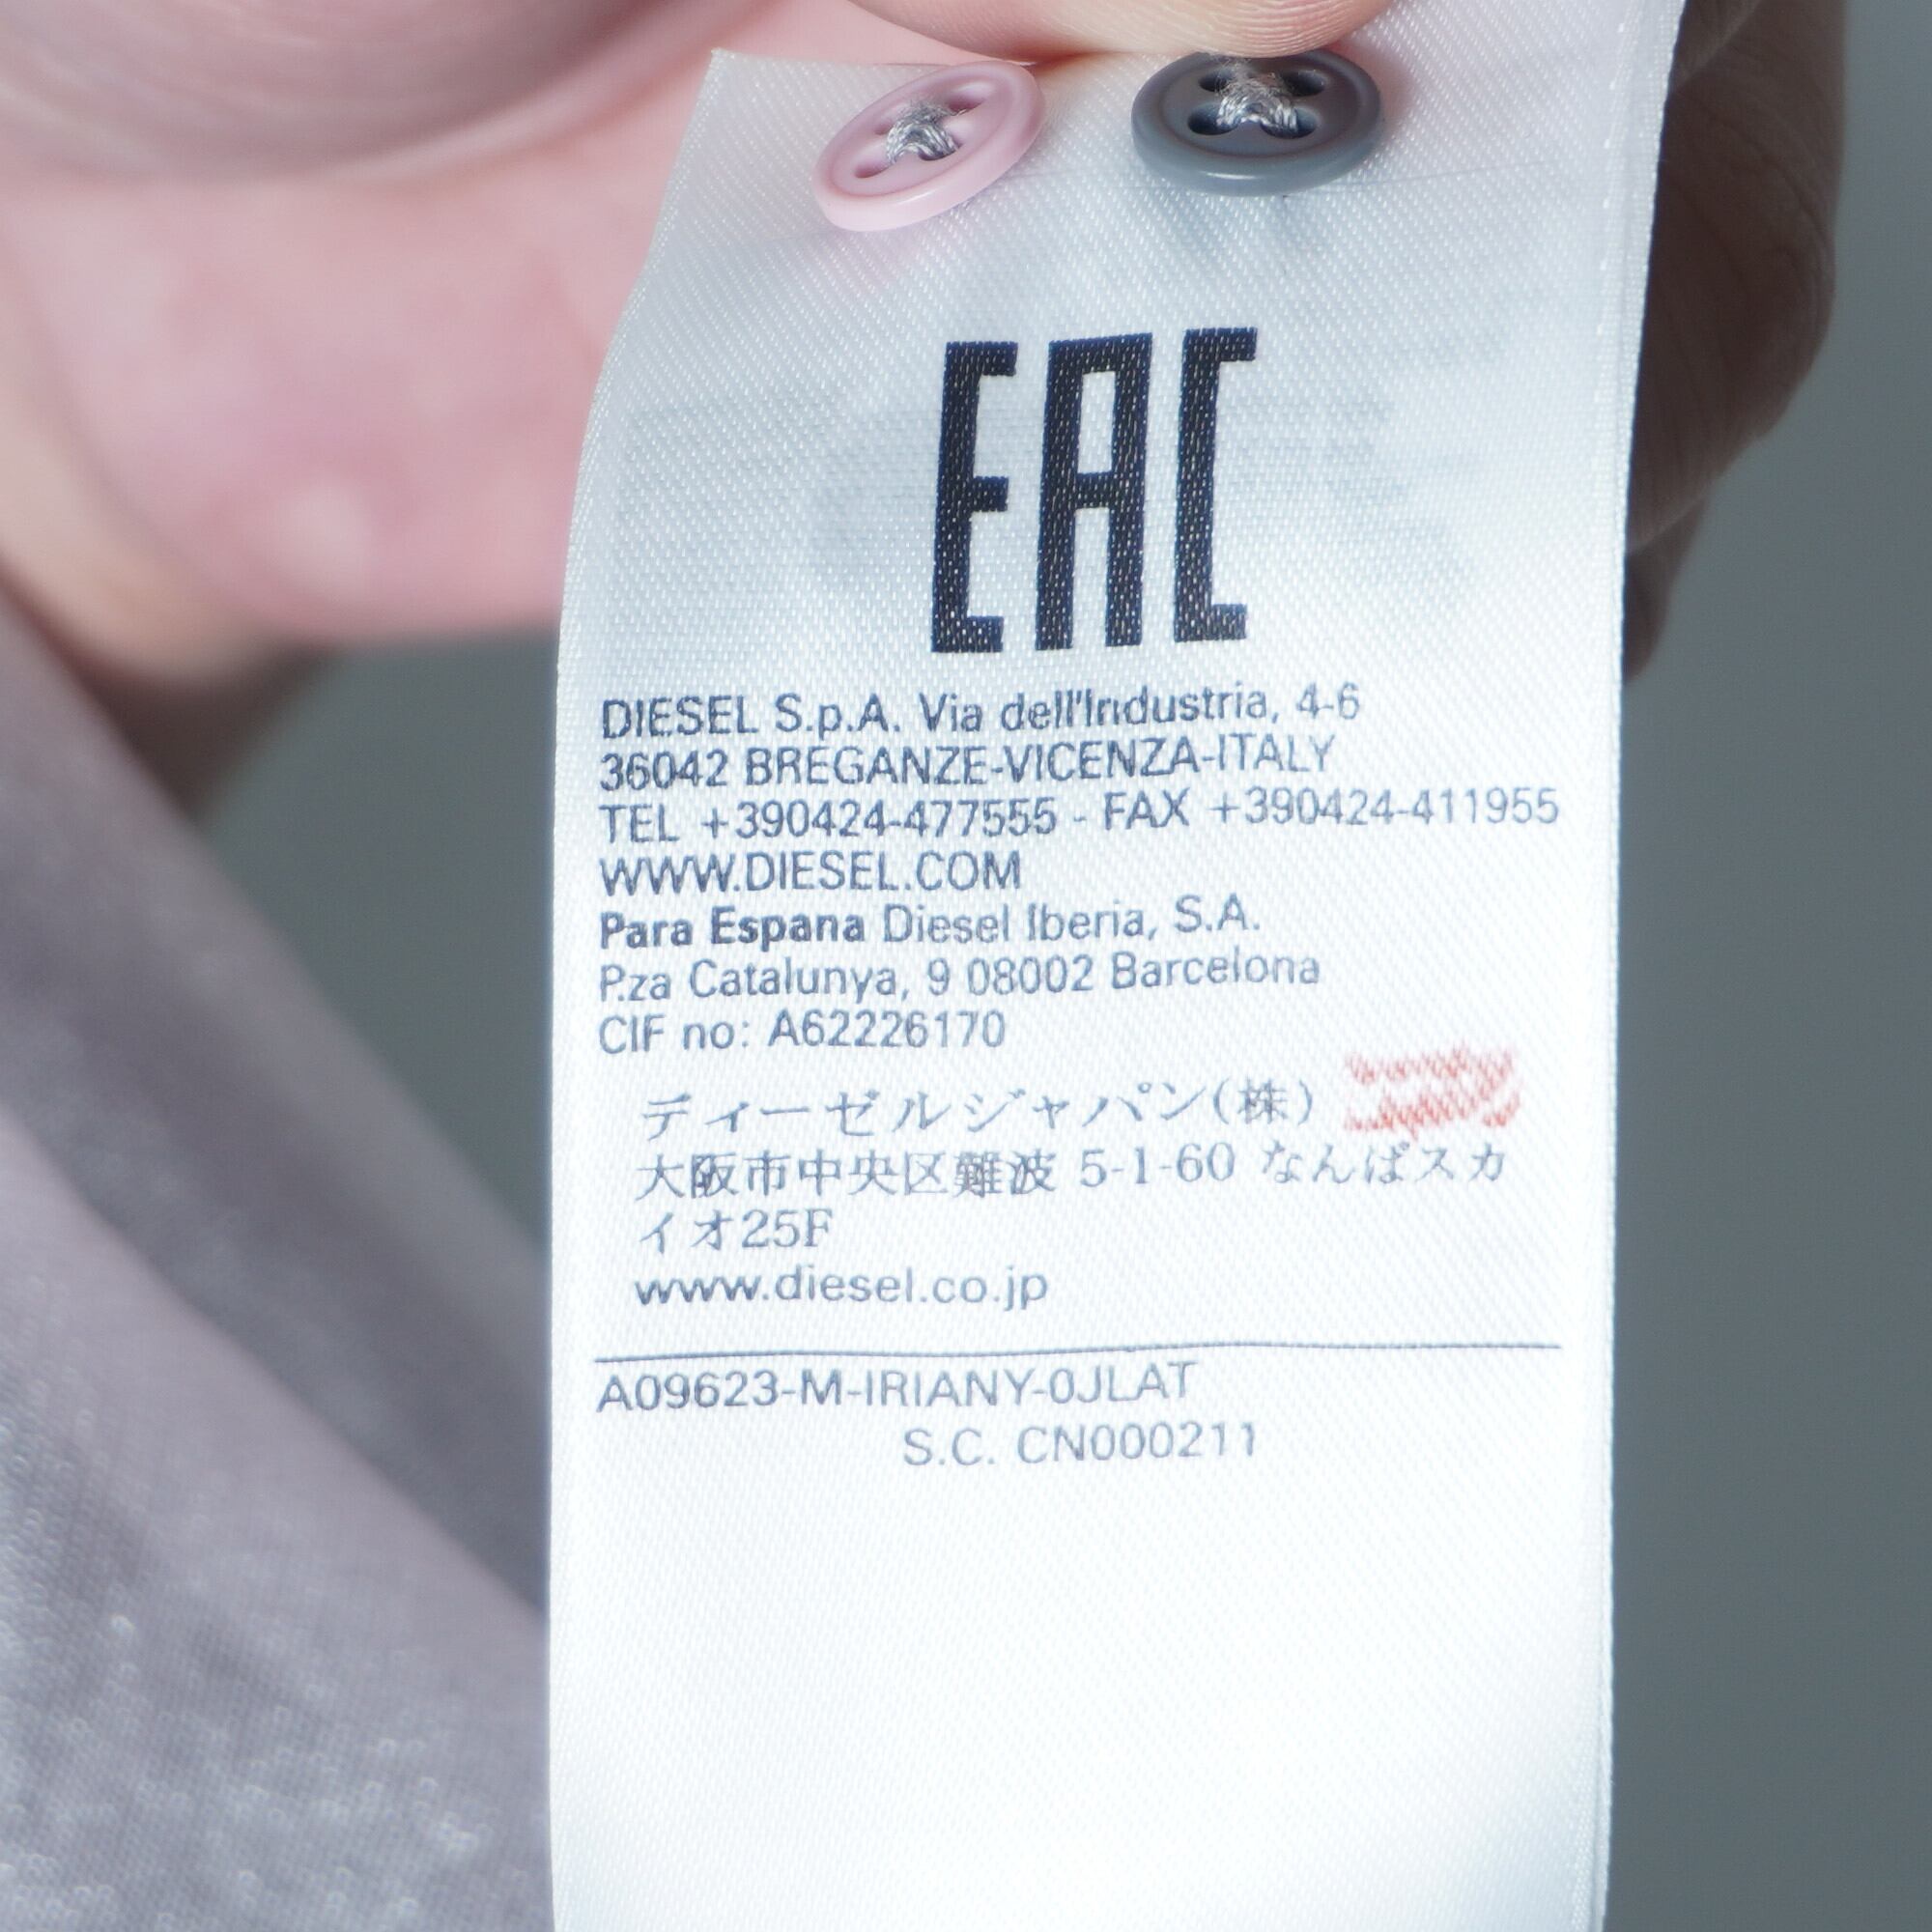 EAC
DIESEL S.p.A. Via dell'Industria, 4-6
36042 BREGANZE-VICENZA-ITALY
TEL +390424-477555 - FAX +390424-411955
WWW.DIESEL.COM
Para Espana Diesel Iberia, S.A.
P.za Catalunya, 9 08002 Barcelona
CIF no: A62226170
ディーゼルジャパン(株)
大阪市中央区難波 5-1-60 なんばスカ
イオ25F
www.diesel.co.jp
A09623-M-IRIANY-0JLAT
S.C. CN000211